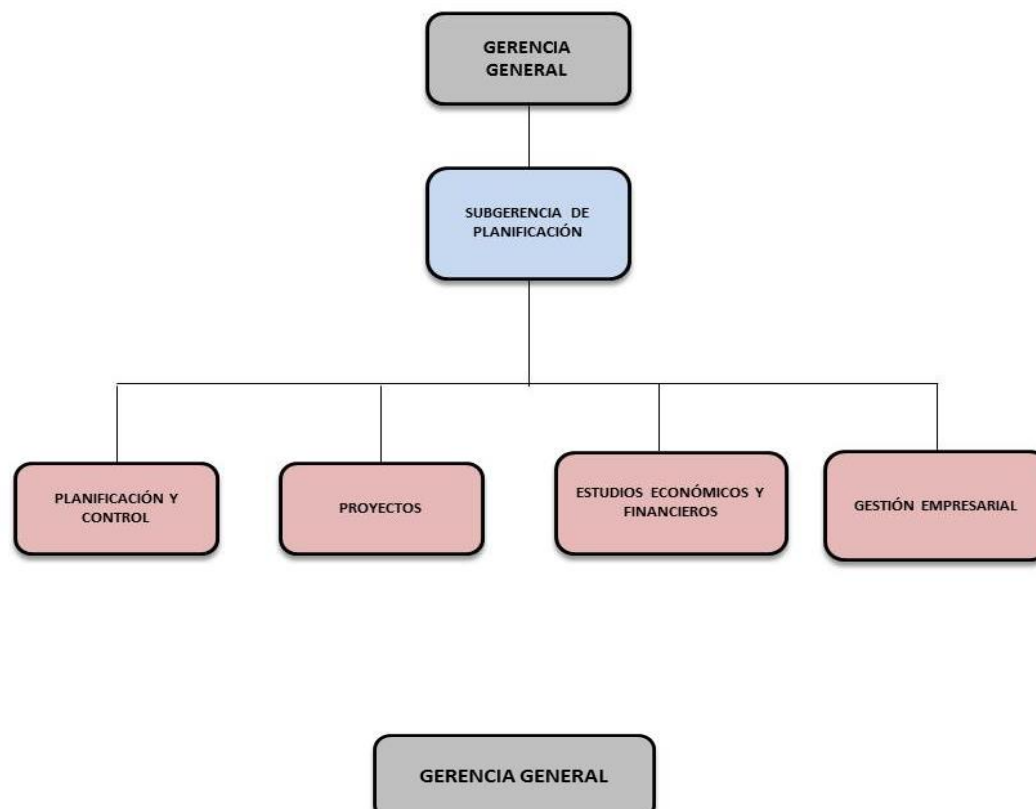 GERENCIA
GENERAL
SUBGERENCIA DE
PLANIFICACIÓN
PLANIFICACIÓN Y
CONTROL
PROYECTOS
ESTUDIOS ECONÓMICOS Y
FINANCIEROS
GESTIÓN EMPRESARIAL
GERENCIA GENERAL